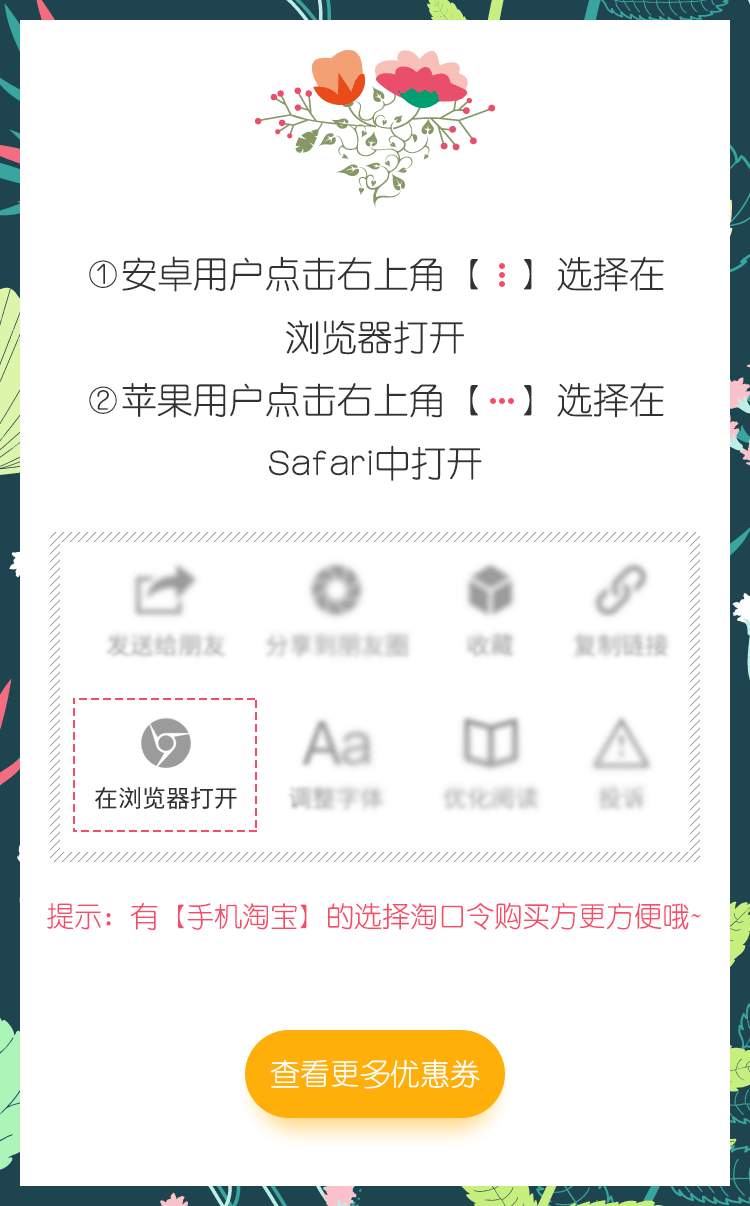 ①安卓用户点击右上角【⋮】选择在
浏览器打开
②苹果用户点击右上角【•••】选择在
Safari中打开
发送给朋友 分享到朋友圈 收藏 复制链接
Aa
在浏览器打开 调整字体 优化阅读 投诉
提示：有【手机淘宝】的选择淘口令购买方更方便哦~
查看更多优惠券